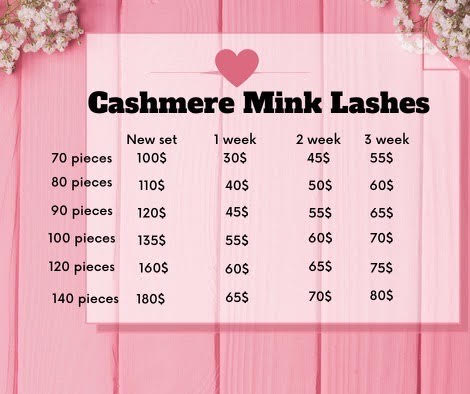 Cashmere Mink Lashes
New set 1 week 2 week 3 week
70 pieces 100$ 30$ 45$ 55$
80 pieces 110$ 40$ 50$ 60$
90 pieces 120$ 45$ 55$ 65$
100 pieces 135$ 55$ 60$ 70$
120 pieces 160$ 60$ 65$ 75$
140 pieces 180$ 65$ 70$ 80$